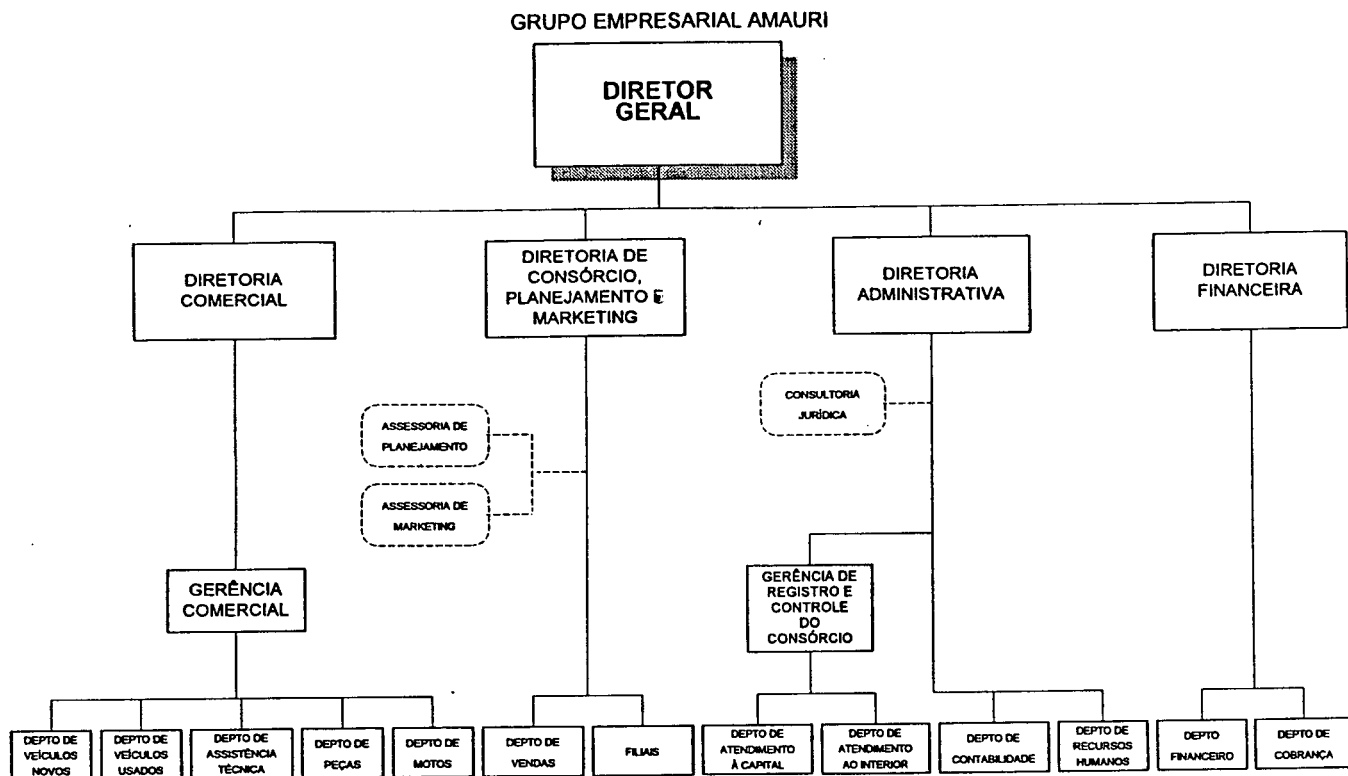 GRUPO EMPRESARIAL AMAURI
DIRETOR
GERAL
DIRETORIA
COMERCIAL
DIRETORIA DE
CONSÓRCIO,
PLANEJAMENTO E
MARKETING
DIRETORIA
ADMINISTRATIVA
DIRETORIA
FINANCEIRA
ASSESSORIA DE
PLANEJAMENTO
ASSESSORIA DE
MARKETING
CONSULTORIA
JURÍDICA
GERÊNCIA
COMERCIAL
GERÊNCIA DE
REGISTRO E
CONTROLE
DO
CONSÓRCIO
DEPTO DE
VEÍCULOS
NOVOS
DEPTO DE
VEÍCULOS
USADOS
DEPTO DE
ASSISTÊNCIA
TÉCNICA
DEPTO DE
PEÇAS
DEPTO DE
MOTOS
DEPTO DE
VENDAS
FILIAIS
DEPTO DE
ATENDIMENTO
À CAPITAL
DEPTO DE
ATENDIMENTO
AO INTERIOR
DEPTO DE
CONTABILIDADE
DEPTO DE
RECURSOS
HUMANOS
DEPTO
FINANCEIRO
DEPTO DE
COBRANÇA